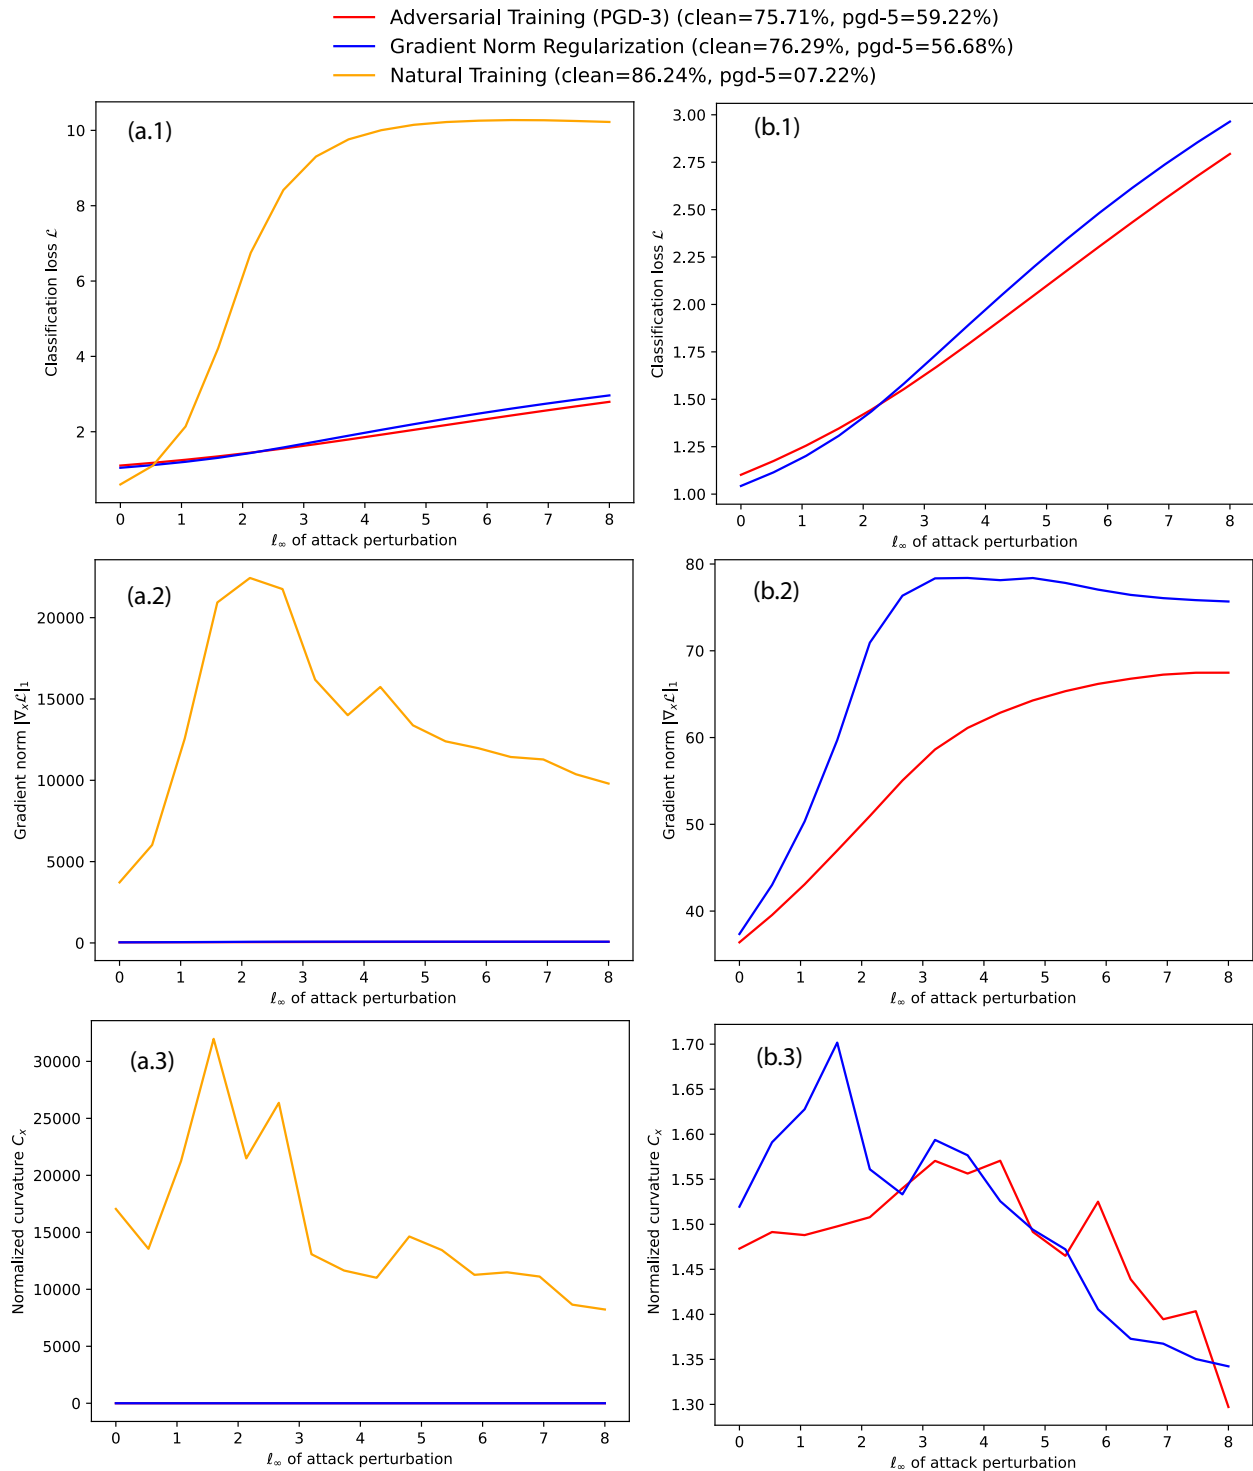 Adversarial Training (PGD-3) (clean=75.71%, pgd-5=59.22%)
Gradient Norm Regularization (clean=76.29%, pgd-5=56.68%)
Natural Training (clean=86.24%, pgd-5=07.22%)
(a.1)
10
8
6
4
2
Classification loss ℒ
0 1 2 3 4 5 6 7 8
ℓ∞ of attack perturbation
(b.1)
3.00
2.75
2.50
2.25
2.00
1.75
1.50
1.25
1.00
Classification loss ℒ
0 1 2 3 4 5 6 7 8
ℓ∞ of attack perturbation
(a.2)
20000
15000
10000
5000
0
Gradient norm |∇ₓℒ|₁
0 1 2 3 4 5 6 7 8
ℓ∞ of attack perturbation
(b.2)
80
70
60
50
40
Gradient norm |∇ₓℒ|₁
0 1 2 3 4 5 6 7 8
ℓ∞ of attack perturbation
(a.3)
30000
25000
20000
15000
10000
5000
0
Normalized curvature Cₓ
0 1 2 3 4 5 6 7 8
ℓ∞ of attack perturbation
(b.3)
1.70
1.65
1.60
1.55
1.50
1.45
1.40
1.35
1.30
Normalized curvature Cₓ
0 1 2 3 4 5 6 7 8
ℓ∞ of attack perturbation